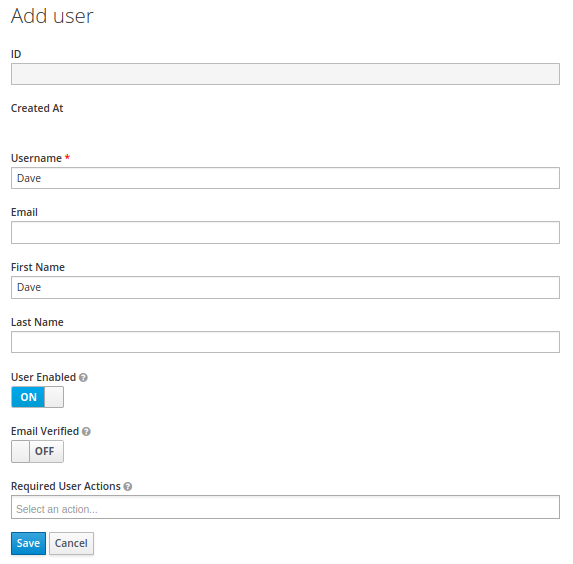 Add user
ID
Created At
Username *
Dave
Email
First Name
Dave
Last Name
User Enabled ?
ON
Email Verified ?
OFF
Required User Actions ?
Select an action...
Save Cancel